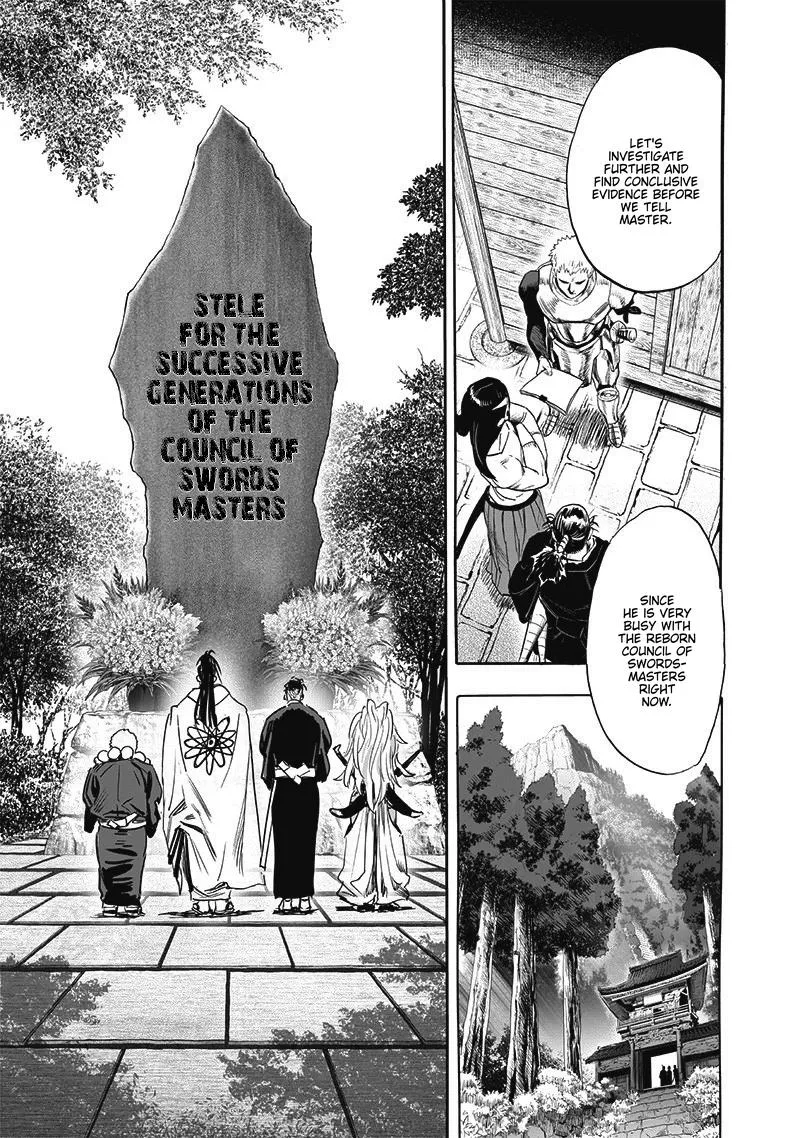 LET'S
INVESTIGATE
FURTHER AND
FIND CONCLUSIVE
EVIDENCE BEFORE
WE TELL
MASTER.
SINCE
HE IS VERY
BUSY WITH
THE REBORN
COUNCIL OF
SWORDS-
MASTERS
RIGHT
NOW.
STELE
FOR THE
SUCCESSIVE
GENERATIONS
OF THE
COUNCIL OF
SWORDS
MASTERS